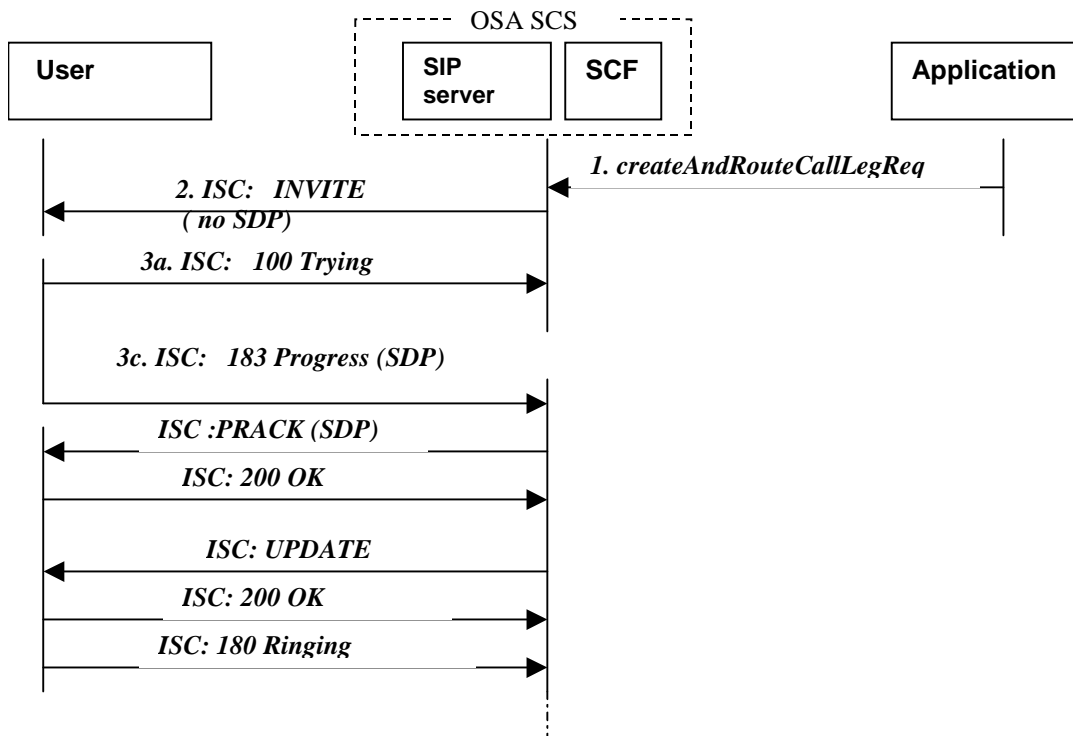 OSA SCS
User
SIP
server
SCF
Application
1. createAndRouteCallLegReq
2. ISC: INVITE
( no SDP)
3a. ISC: 100 Trying
3c. ISC: 183 Progress (SDP)
ISC :PRACK (SDP)
ISC: 200 OK
ISC: UPDATE
ISC: 200 OK
ISC: 180 Ringing